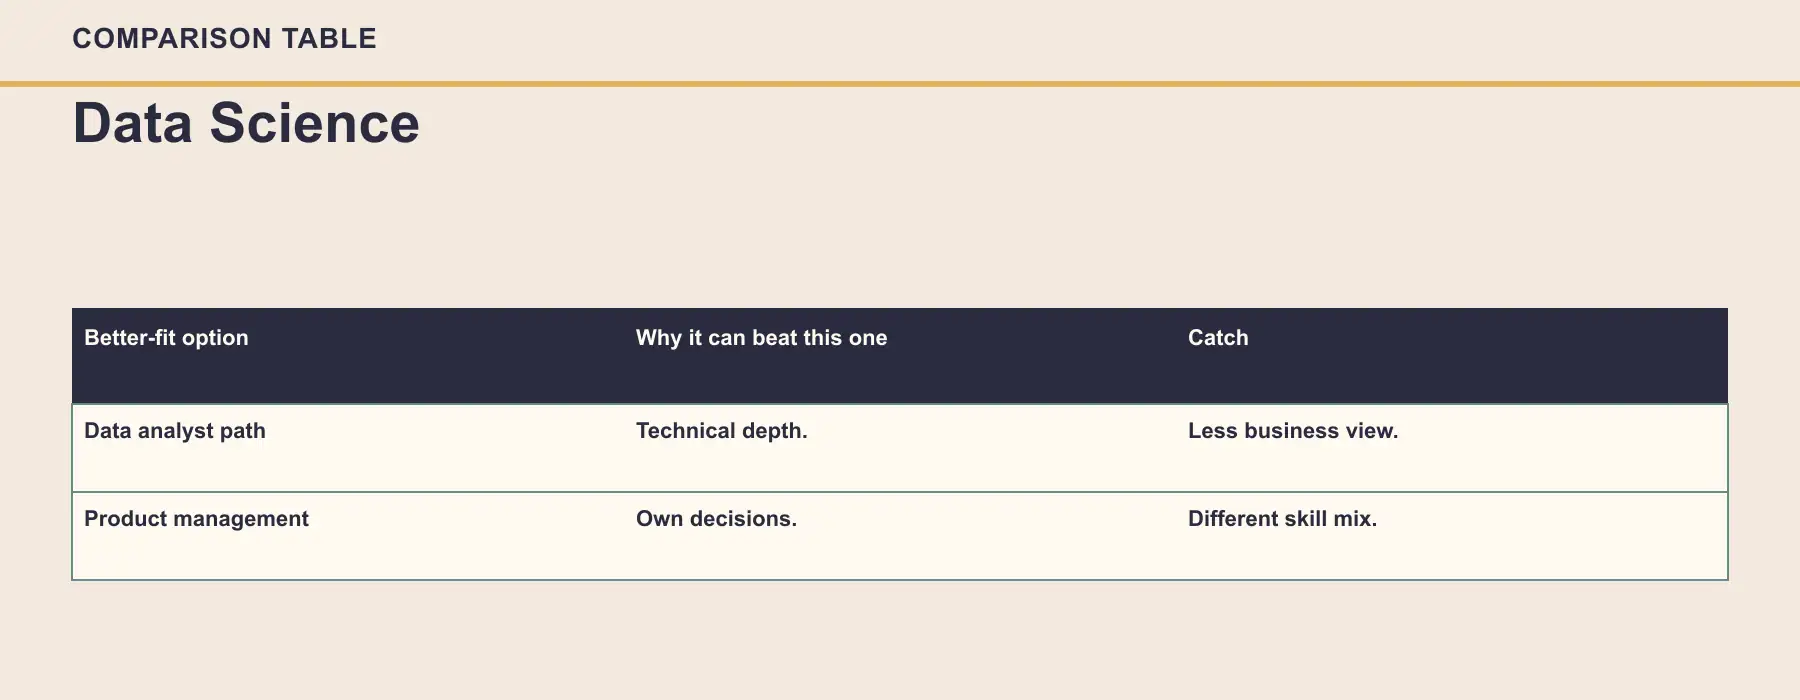 COMPARISON TABLE
Data Science
Better-fit option Why it can beat this one Catch
Data analyst path Technical depth. Less business view.
Product management Own decisions. Different skill mix.